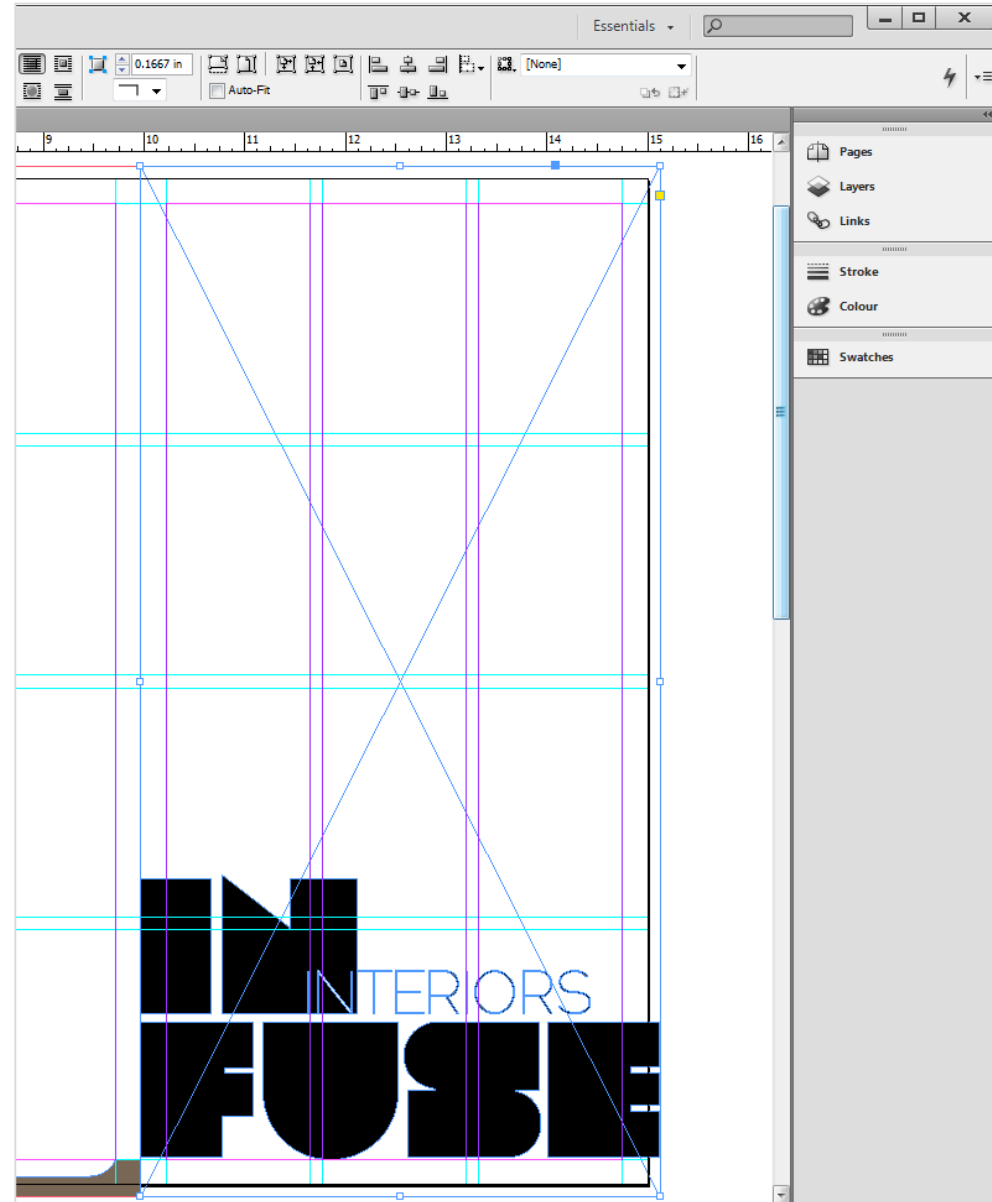 Essentials
X
0.1667 in
[None]
Auto-Fit
9 10 11 12 13 14 15 16
Pages
Layers
Links
Stroke
Colour
Swatches
IN
INTERIORS
FUSE